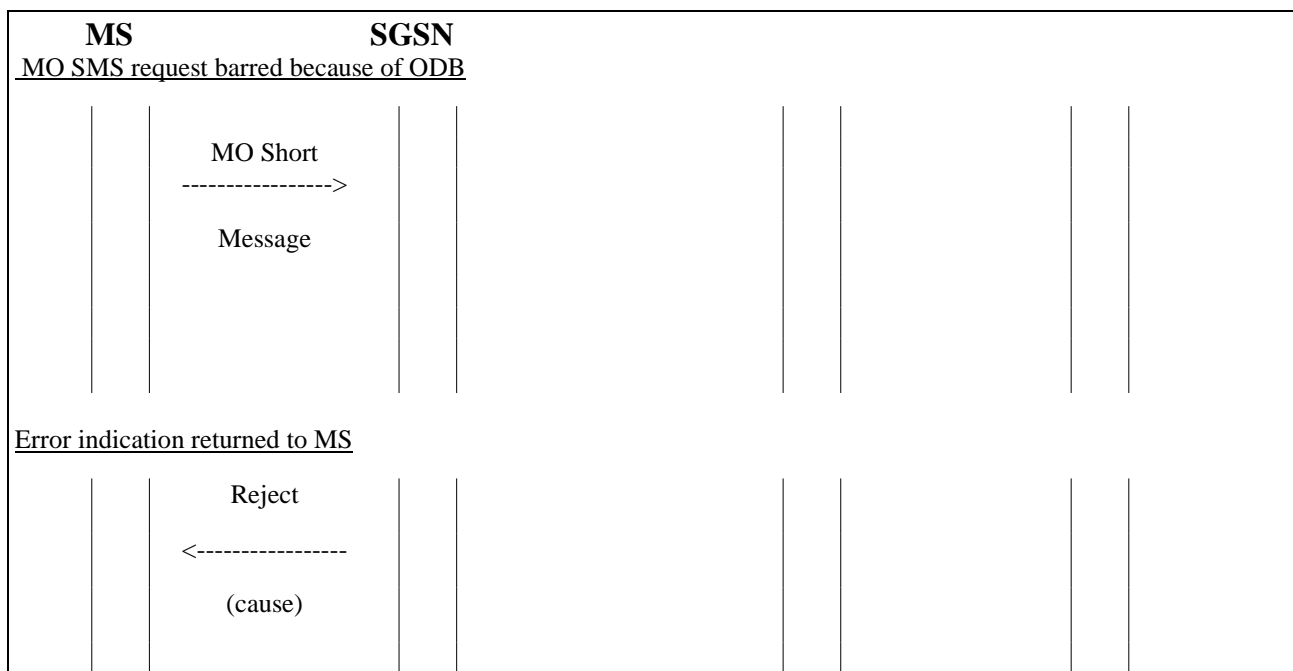 MS SGSN
MO SMS request barred because of ODB
MO Short
----------------->
Message
Error indication returned to MS
Reject
<-----------------
(cause)